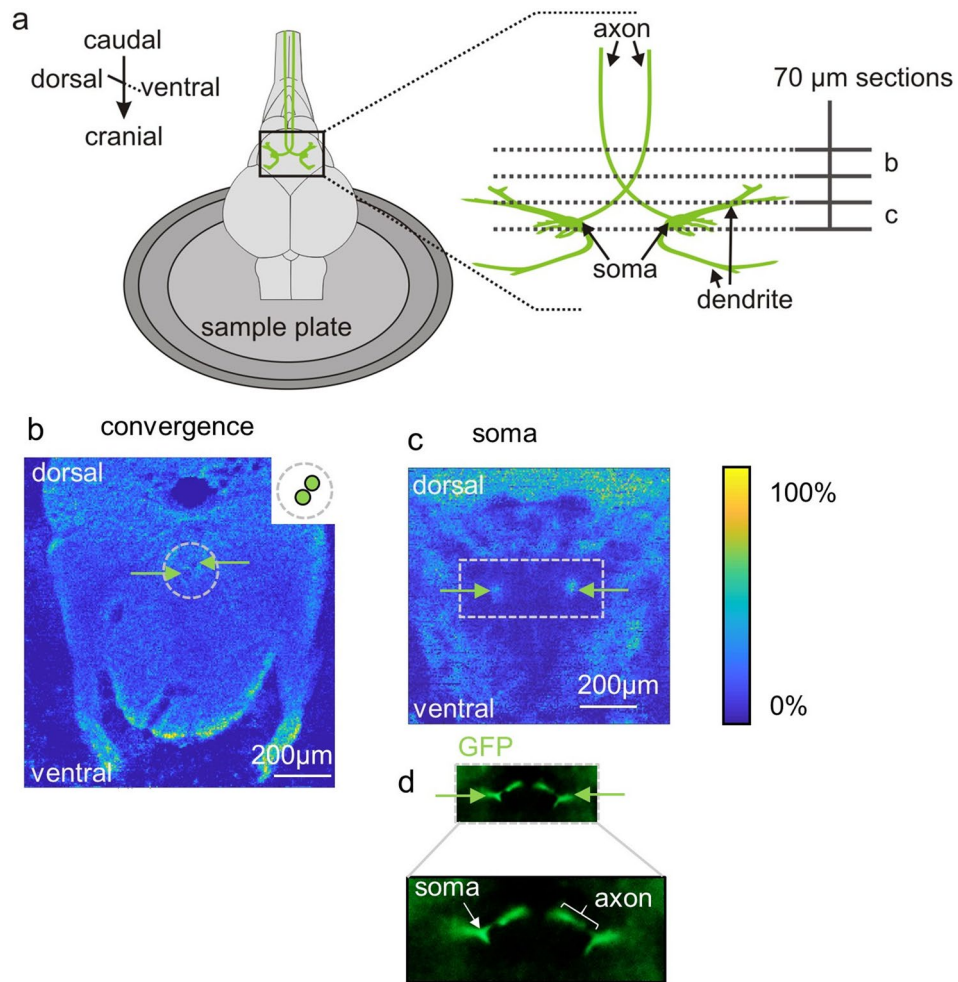 a
caudal
dorsal
ventral
cranial
sample plate
axon
70 µm sections
b
c
soma
dendrite
b
convergence
dorsal
ventral
200µm
c
soma
dorsal
ventral
200µm
100%
0%
d
GFP
soma
axon